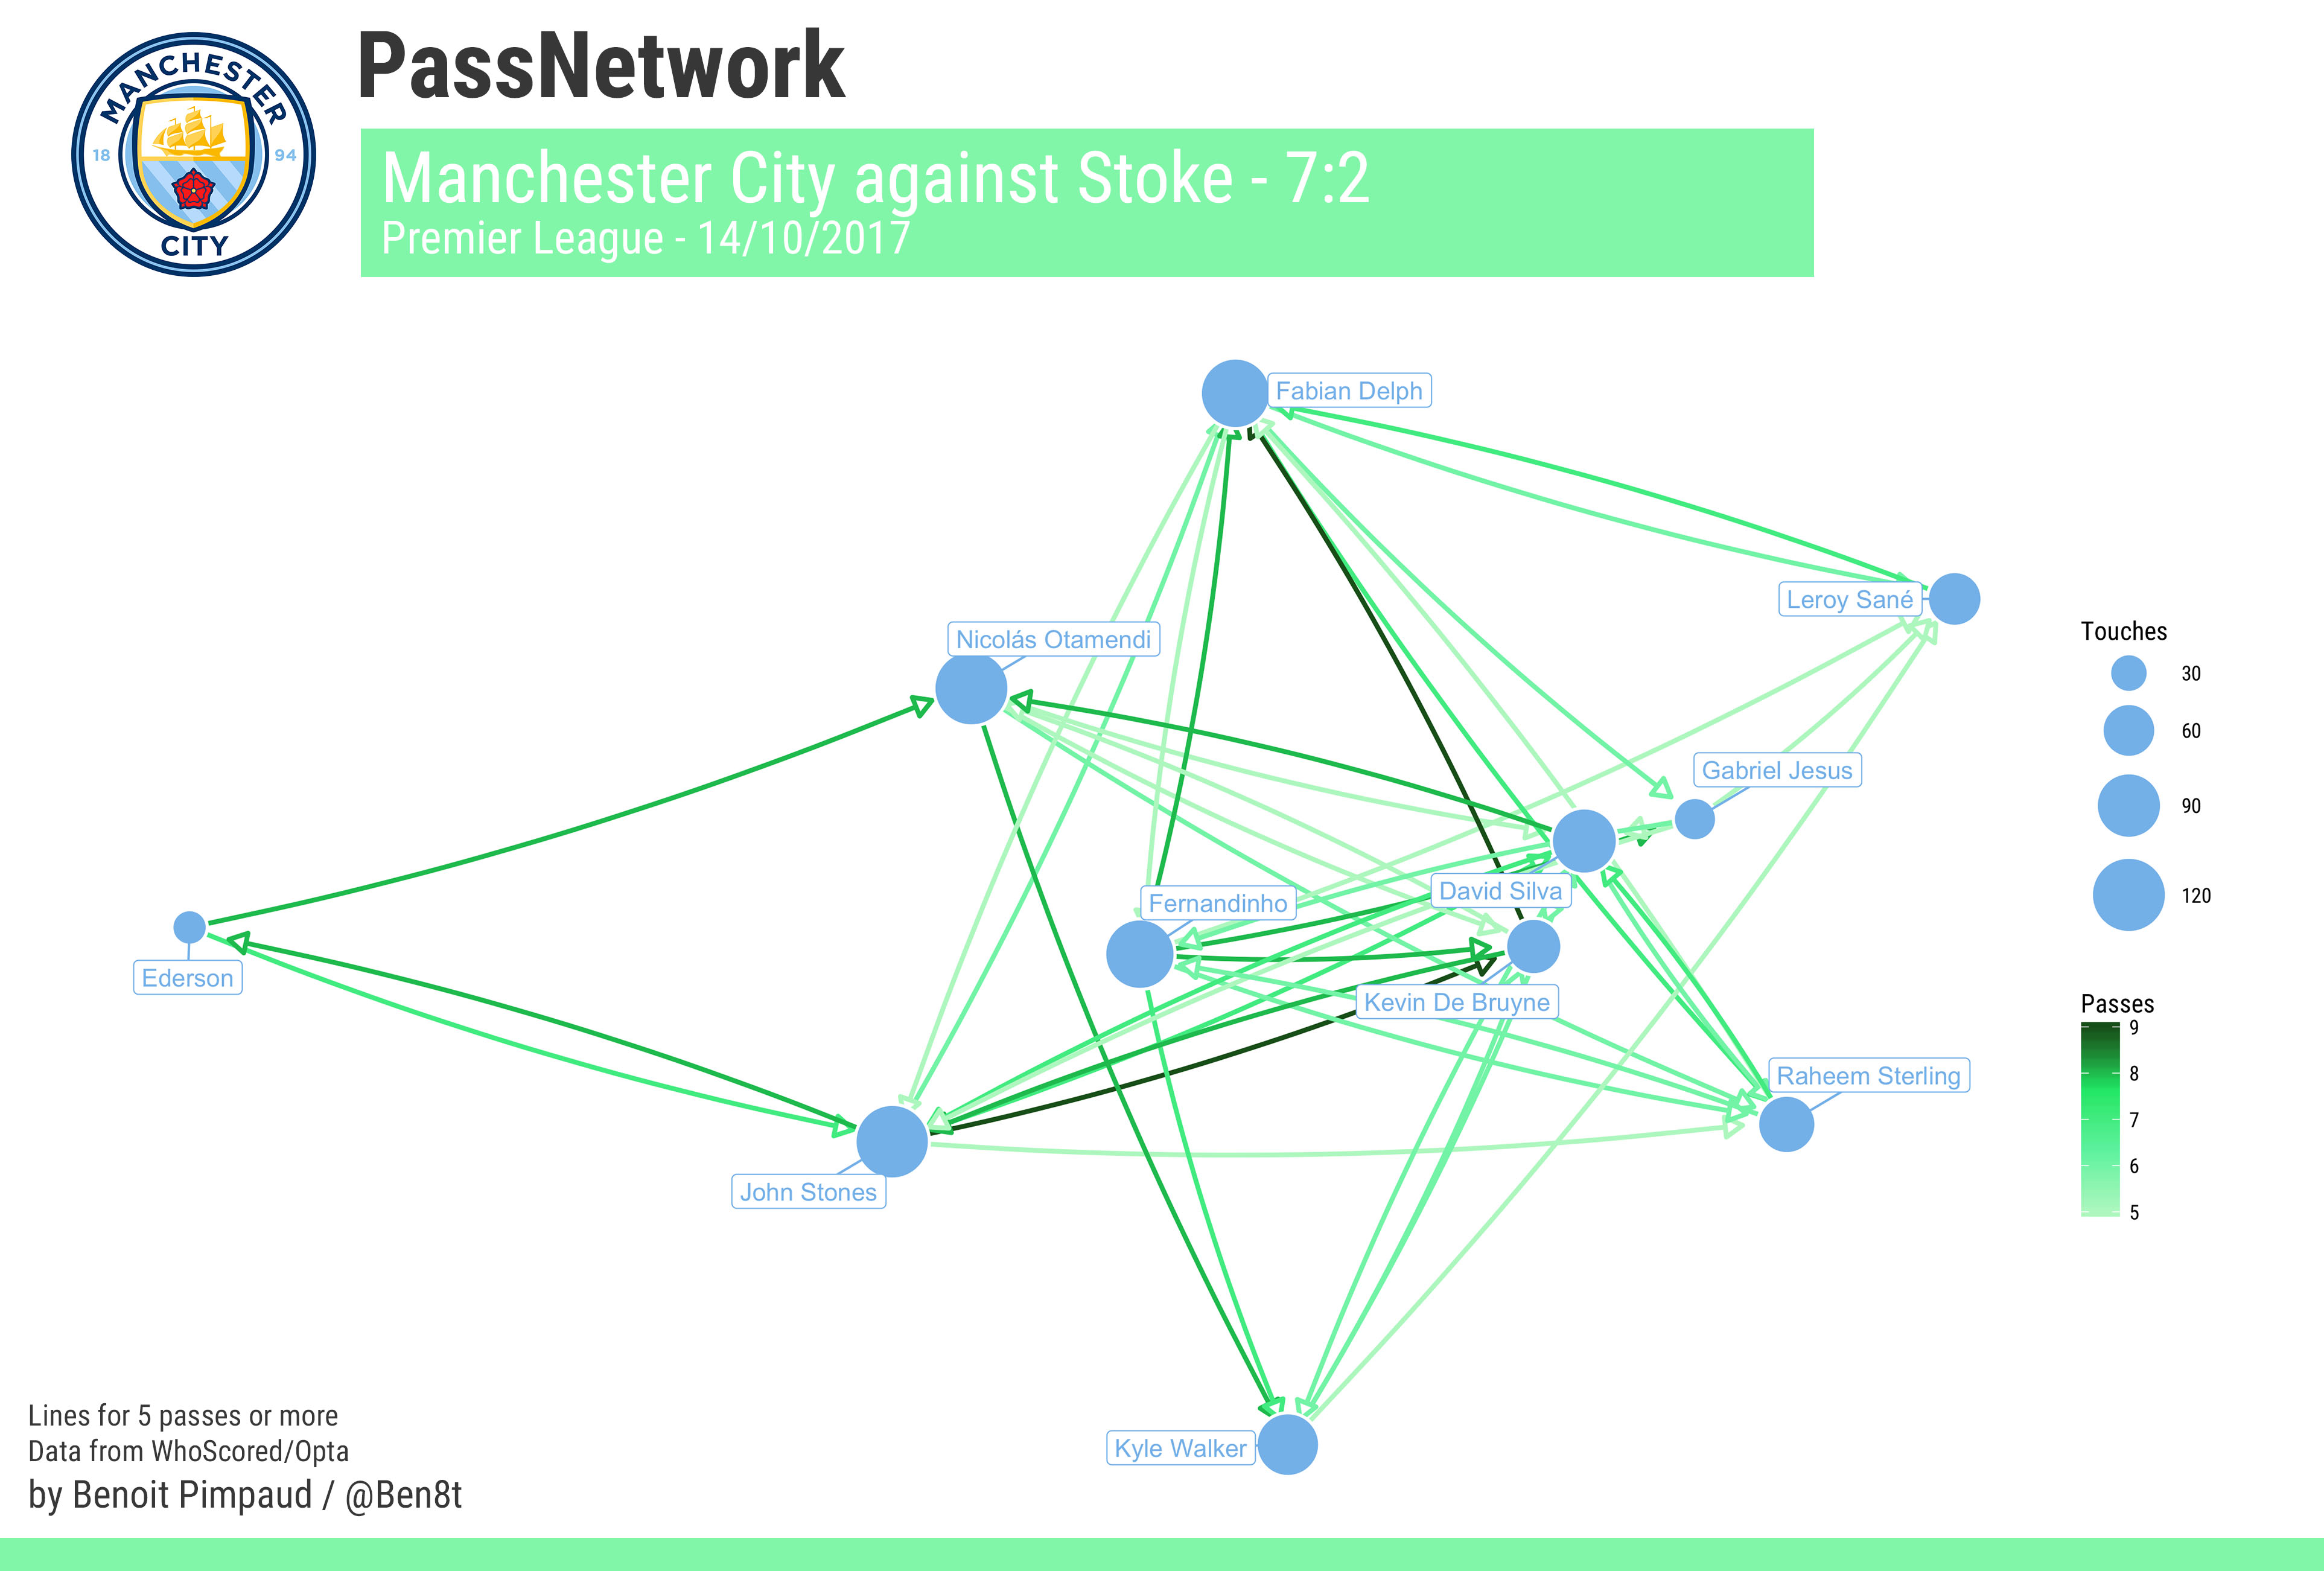 MANCHESTER
18 94
CITY
PassNetwork
Manchester City against Stoke - 7:2
Premier League - 14/10/2017
Fabian Delph
Leroy Sané
Nicolás Otamendi
Gabriel Jesus
David Silva
Fernandinho
Ederson
Kevin De Bruyne
Raheem Sterling
John Stones
Kyle Walker
Touches
30
60
90
120
Passes
9
8
7
6
5
Lines for 5 passes or more
Data from WhoScored/Opta
by Benoit Pimpaud / @Ben8t